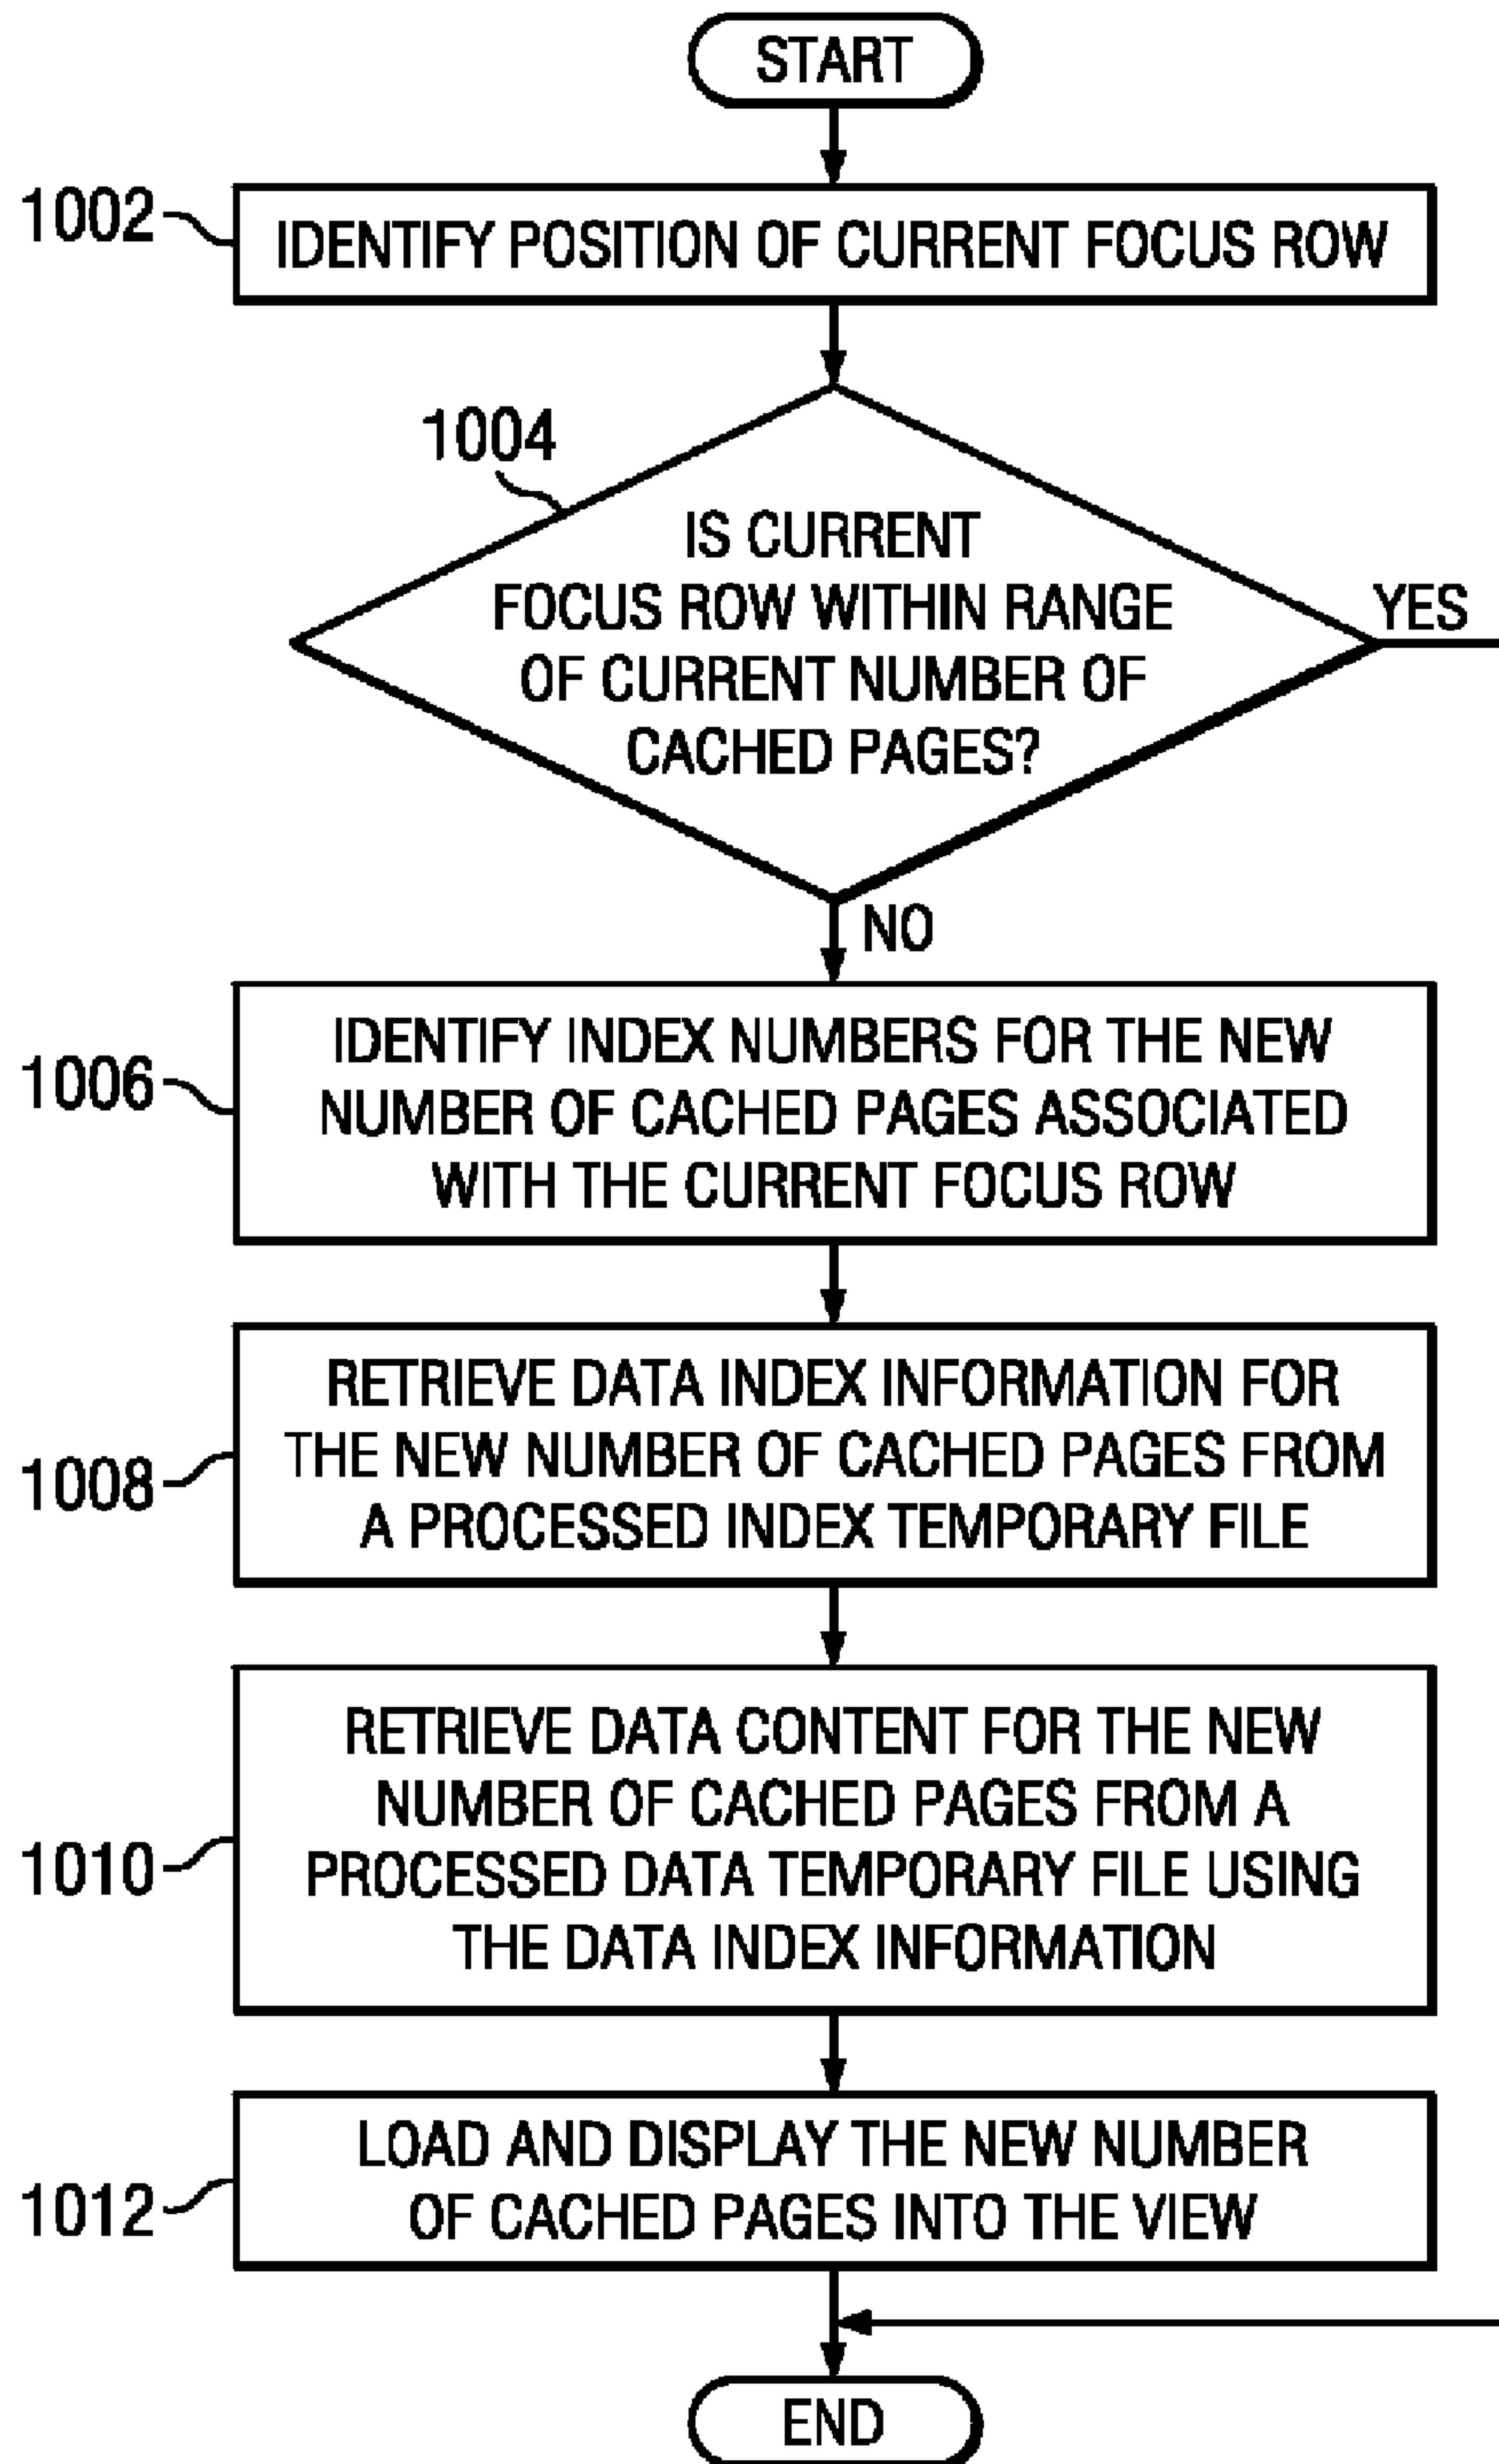 START
1002
IDENTIFY POSITION OF CURRENT FOCUS ROW
1004
IS CURRENT
FOCUS ROW WITHIN RANGE
OF CURRENT NUMBER OF
CACHED PAGES?
YES
NO
1006
IDENTIFY INDEX NUMBERS FOR THE NEW
NUMBER OF CACHED PAGES ASSOCIATED
WITH THE CURRENT FOCUS ROW
1008
RETRIEVE DATA INDEX INFORMATION FOR
THE NEW NUMBER OF CACHED PAGES FROM
A PROCESSED INDEX TEMPORARY FILE
1010
RETRIEVE DATA CONTENT FOR THE NEW
NUMBER OF CACHED PAGES FROM A
PROCESSED DATA TEMPORARY FILE USING
THE DATA INDEX INFORMATION
1012
LOAD AND DISPLAY THE NEW NUMBER
OF CACHED PAGES INTO THE VIEW
END